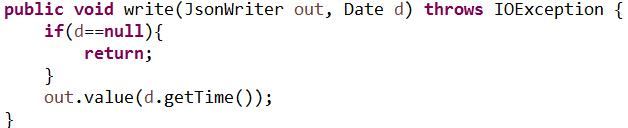 public void write(JsonWriter out, Date d) throws IOException {
    if(d==null){
        return;
    }
    out.value(d.getTime());
}